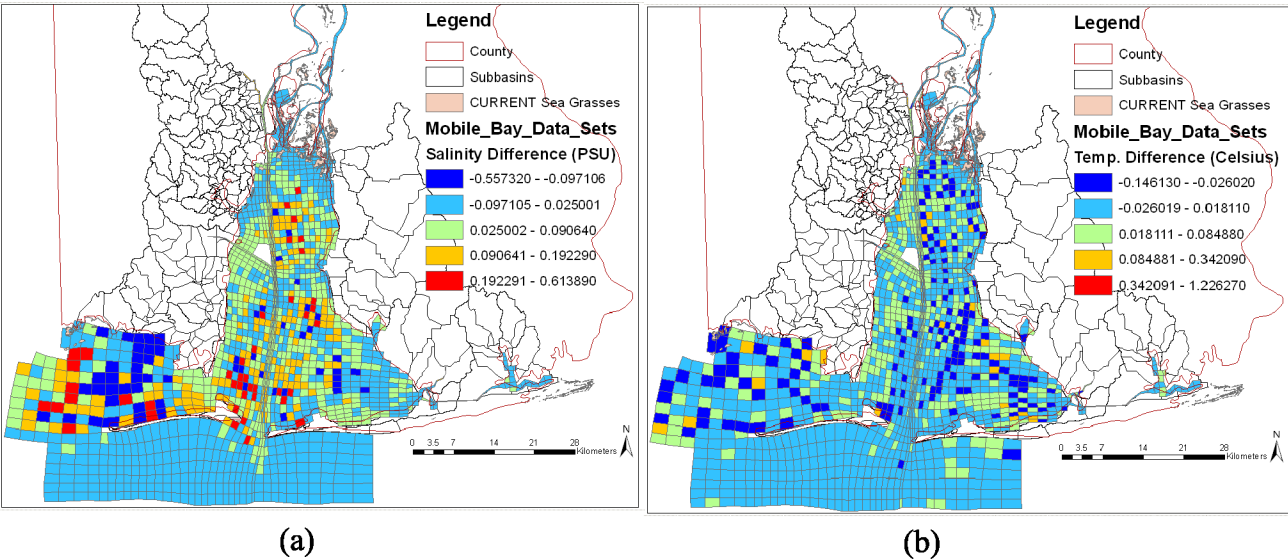 Legend
County
Subbasins
CURRENT Sea Grasses
Mobile_Bay_Data_Sets
Salinity Difference (PSU)
-0.557320 - -0.097106
-0.097105 - 0.025001
0.025002 - 0.090640
0.090641 - 0.192290
0.192291 - 0.613890
N
0 3.5 7 14 21 28
Kilometers
(a)
Legend
County
Subbasins
CURRENT Sea Grasses
Mobile_Bay_Data_Sets
Temp. Difference (Celsius)
-0.146130 - -0.026020
-0.026019 - 0.018110
0.018111 - 0.084880
0.084881 - 0.342090
0.342091 - 1.226270
N
0 3.5 7 14 21 28
Kilometers
(b)